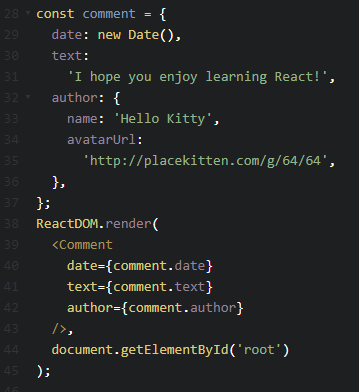 28 const comment = {
29 date: new Date(),
30 text:
31 'I hope you enjoy learning React!',
32 author: {
33 name: 'Hello Kitty',
34 avatarUrl:
35 'http://placekitten.com/g/64/64',
36 },
37 };
38 ReactDOM.render(
39 <Comment
40 date={comment.date}
41 text={comment.text}
42 author={comment.author}
43 />,
44 document.getElementById('root')
45 );
46